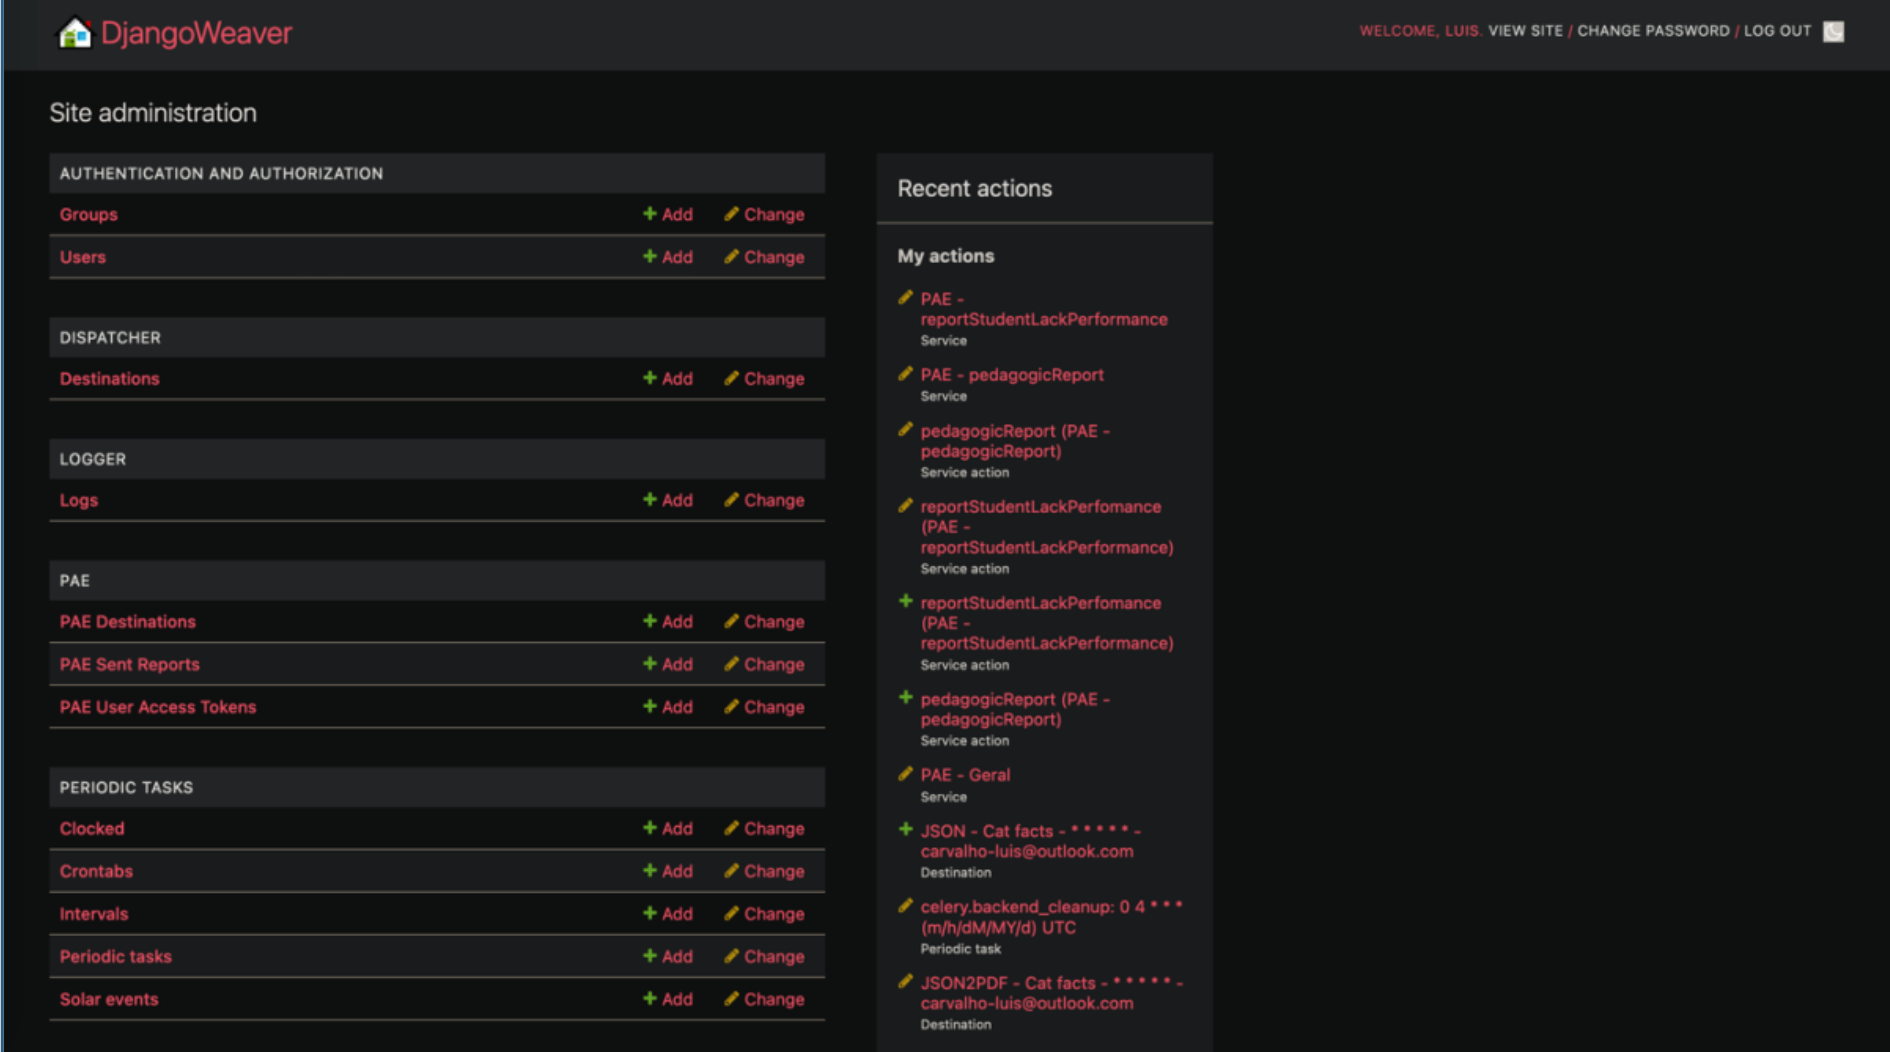 DjangoWeaver
WELCOME, LUIS. VIEW SITE / CHANGE PASSWORD / LOG OUT
Site administration
AUTHENTICATION AND AUTHORIZATION
Groups Add Change
Users Add Change
DISPATCHER
Destinations Add Change
LOGGER
Logs Add Change
PAE
PAE Destinations Add Change
PAE Sent Reports Add Change
PAE User Access Tokens Add Change
PERIODIC TASKS
Clocked Add Change
Crontabs Add Change
Intervals Add Change
Periodic tasks Add Change
Solar events Add Change
Recent actions
My actions
PAE -
reportStudentLackPerformance
Service
PAE - pedagogicReport
Service
pedagogicReport (PAE -
pedagogicReport)
Service action
reportStudentLackPerfomance
(PAE -
reportStudentLackPerformance)
Service action
reportStudentLackPerfomance
(PAE -
reportStudentLackPerformance)
Service action
pedagogicReport (PAE -
pedagogicReport)
Service action
PAE - Geral
Service
JSON - Cat facts - * * * * * -
carvalho-luis@outlook.com
Destination
celery.backend_cleanup: 0 4 * * *
(m/h/dM/MY/d) UTC
Periodic task
JSON2PDF - Cat facts - * * * * * -
carvalho-luis@outlook.com
Destination